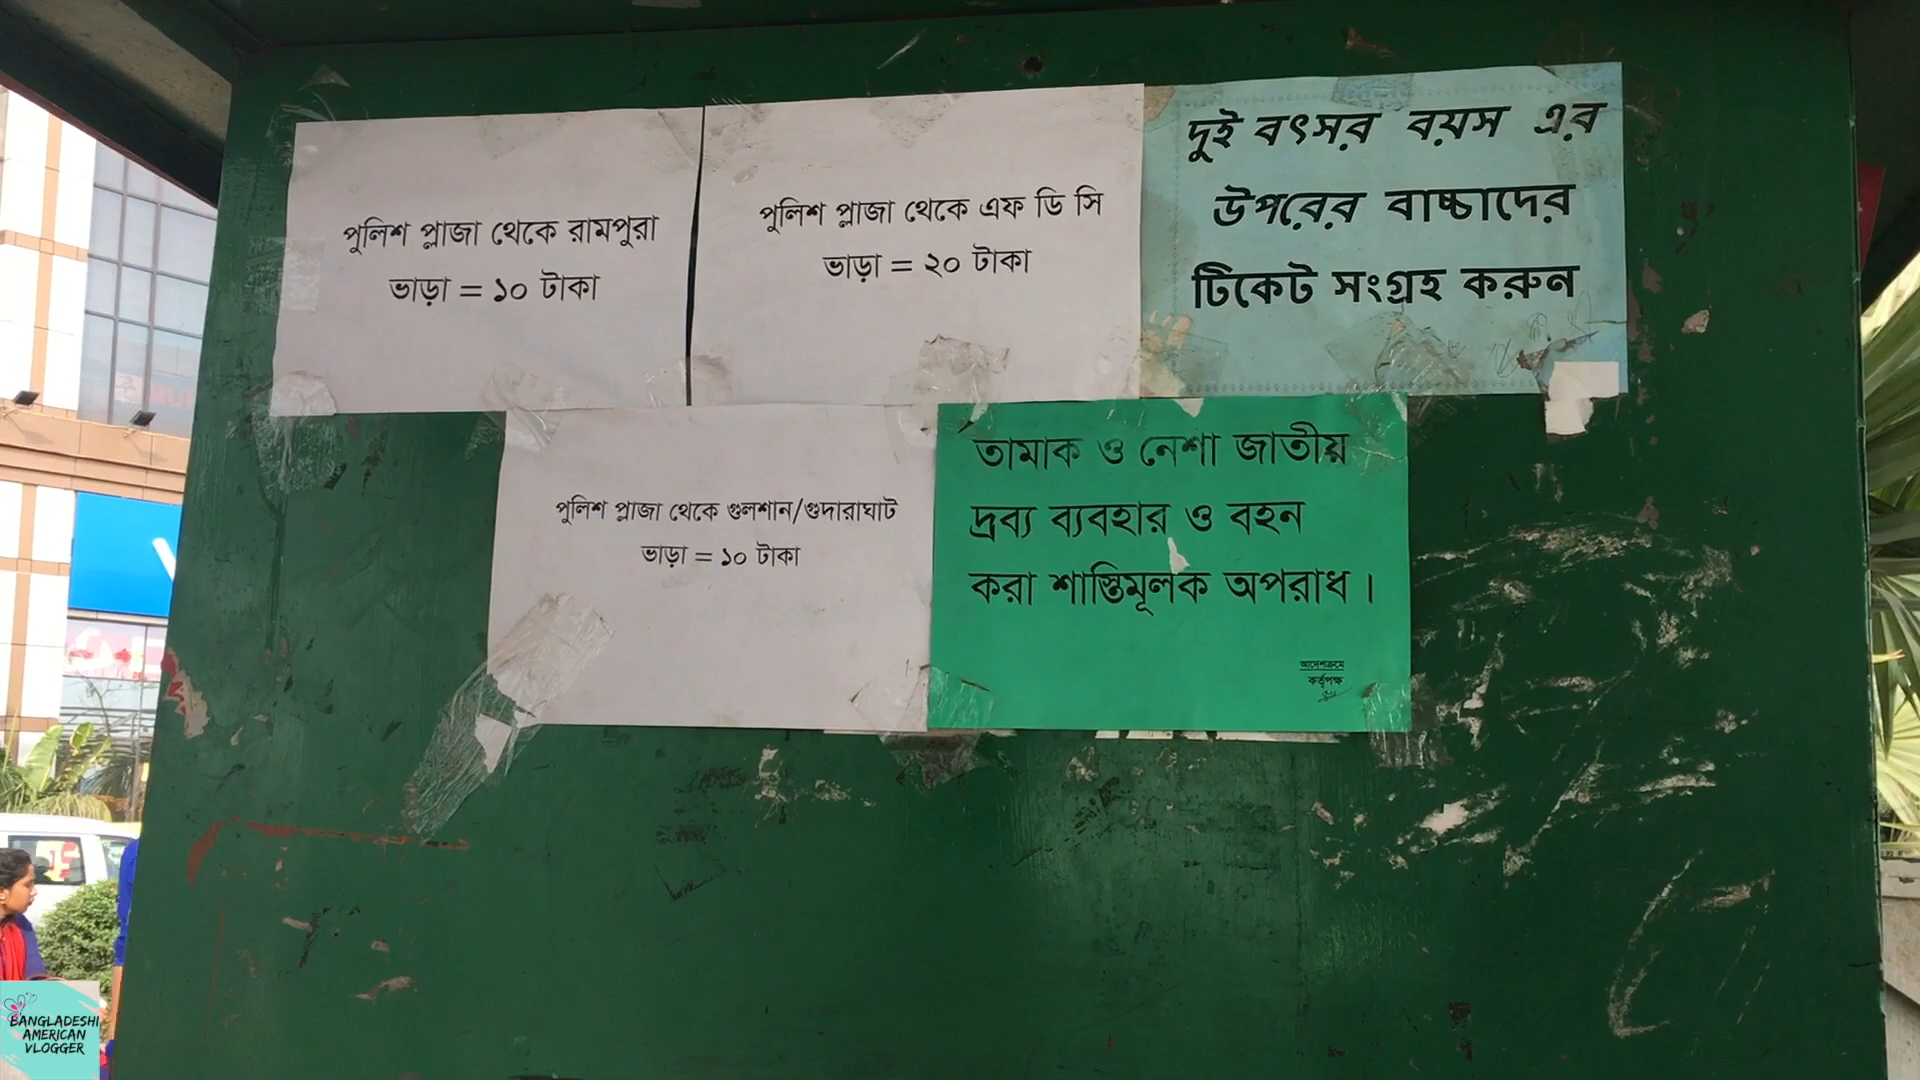 পুলিশ প্লাজা থেকে রামপুরা
ভাড়া = ১০ টাকা
পুলিশ প্লাজা থেকে এফ ডি সি
ভাড়া = ২০ টাকা
দুই বৎসর বয়স এর
উপরের বাচ্চাদের
টিকেট সংগ্রহ করুন
পুলিশ প্লাজা থেকে গুলশান/গুদারাঘাট
ভাড়া = ১০ টাকা
তামাক ও নেশা জাতীয়
দ্রব্য ব্যবহার ও বহন
করা শাস্তিমূলক অপরাধ।
আদেশক্রমে
কর্তৃপক্ষ
BANGLADESHI
AMERICAN
VLOGGER